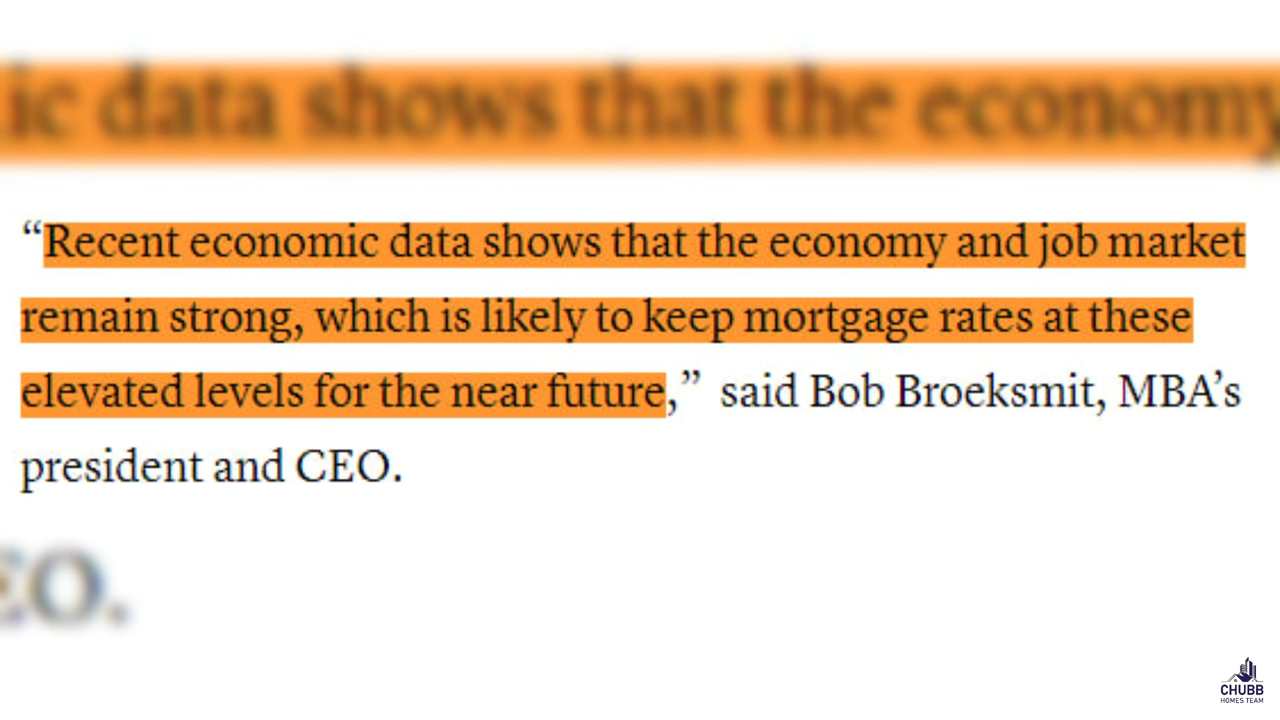 ic data shows that the economy
“Recent economic data shows that the economy and job market
remain strong, which is likely to keep mortgage rates at these
elevated levels for the near future,” said Bob Broeksmit, MBA’s
president and CEO.
EO.
CHUBB
HOMES TEAM